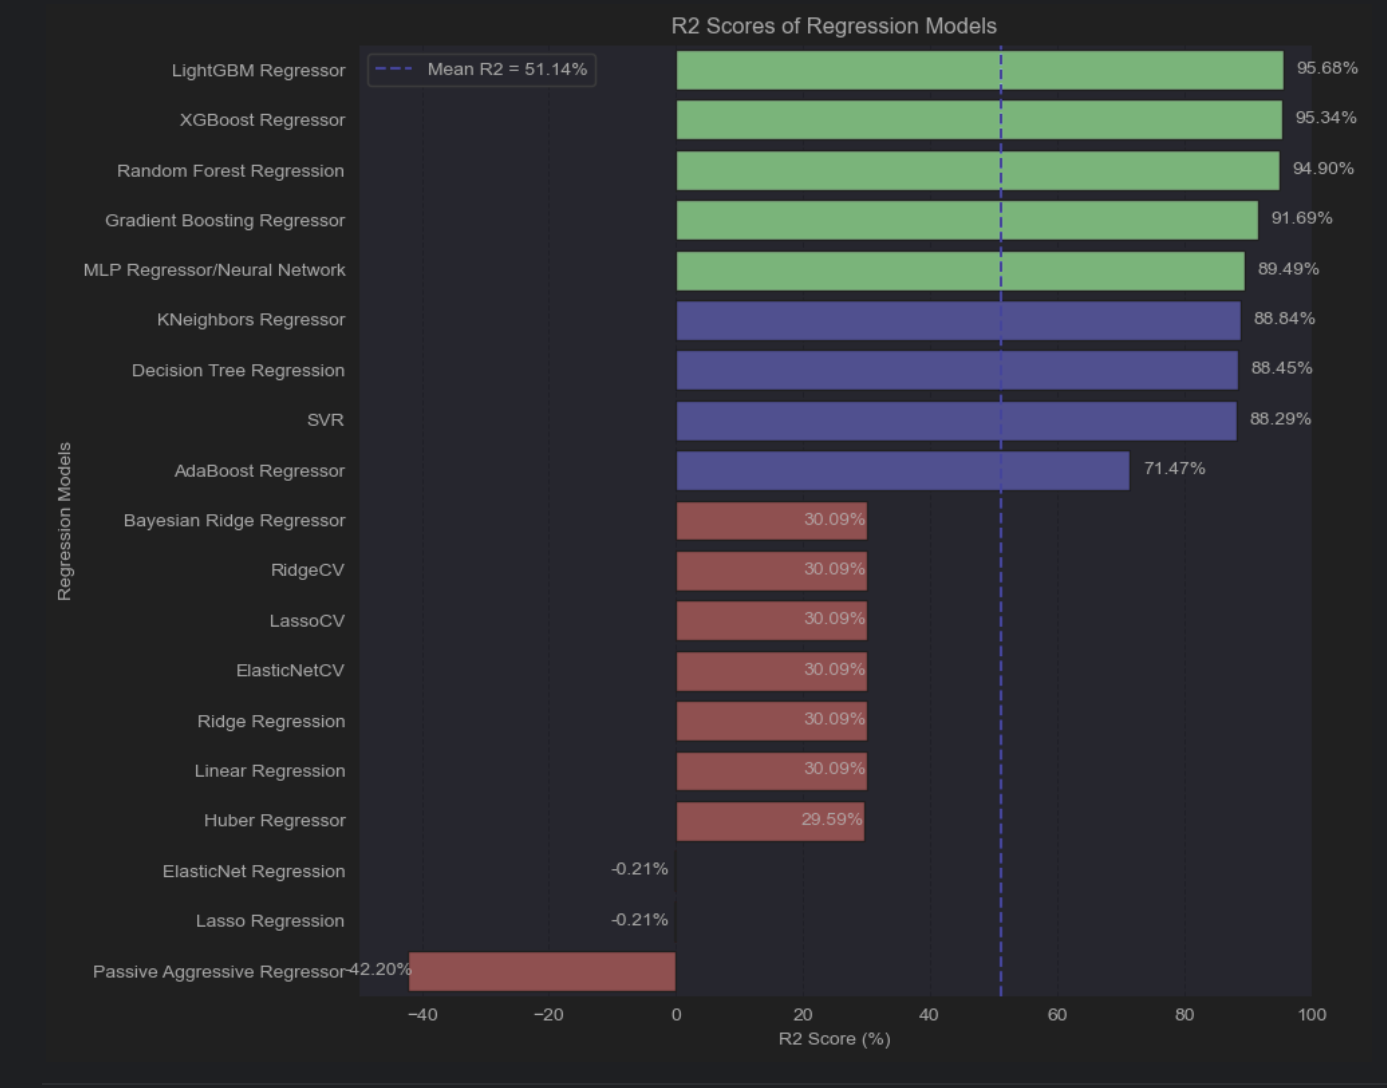 R2 Scores of Regression Models
Mean R2 = 51.14%
Regression Models
LightGBM Regressor 95.68%
XGBoost Regressor 95.34%
Random Forest Regression 94.90%
Gradient Boosting Regressor 91.69%
MLP Regressor/Neural Network 89.49%
KNeighbors Regressor 88.84%
Decision Tree Regression 88.45%
SVR 88.29%
AdaBoost Regressor 71.47%
Bayesian Ridge Regressor 30.09%
RidgeCV 30.09%
LassoCV 30.09%
ElasticNetCV 30.09%
Ridge Regression 30.09%
Linear Regression 30.09%
Huber Regressor 29.59%
ElasticNet Regression -0.21%
Lasso Regression -0.21%
Passive Aggressive Regressor -42.20%
−40 −20 0 20 40 60 80 100
R2 Score (%)